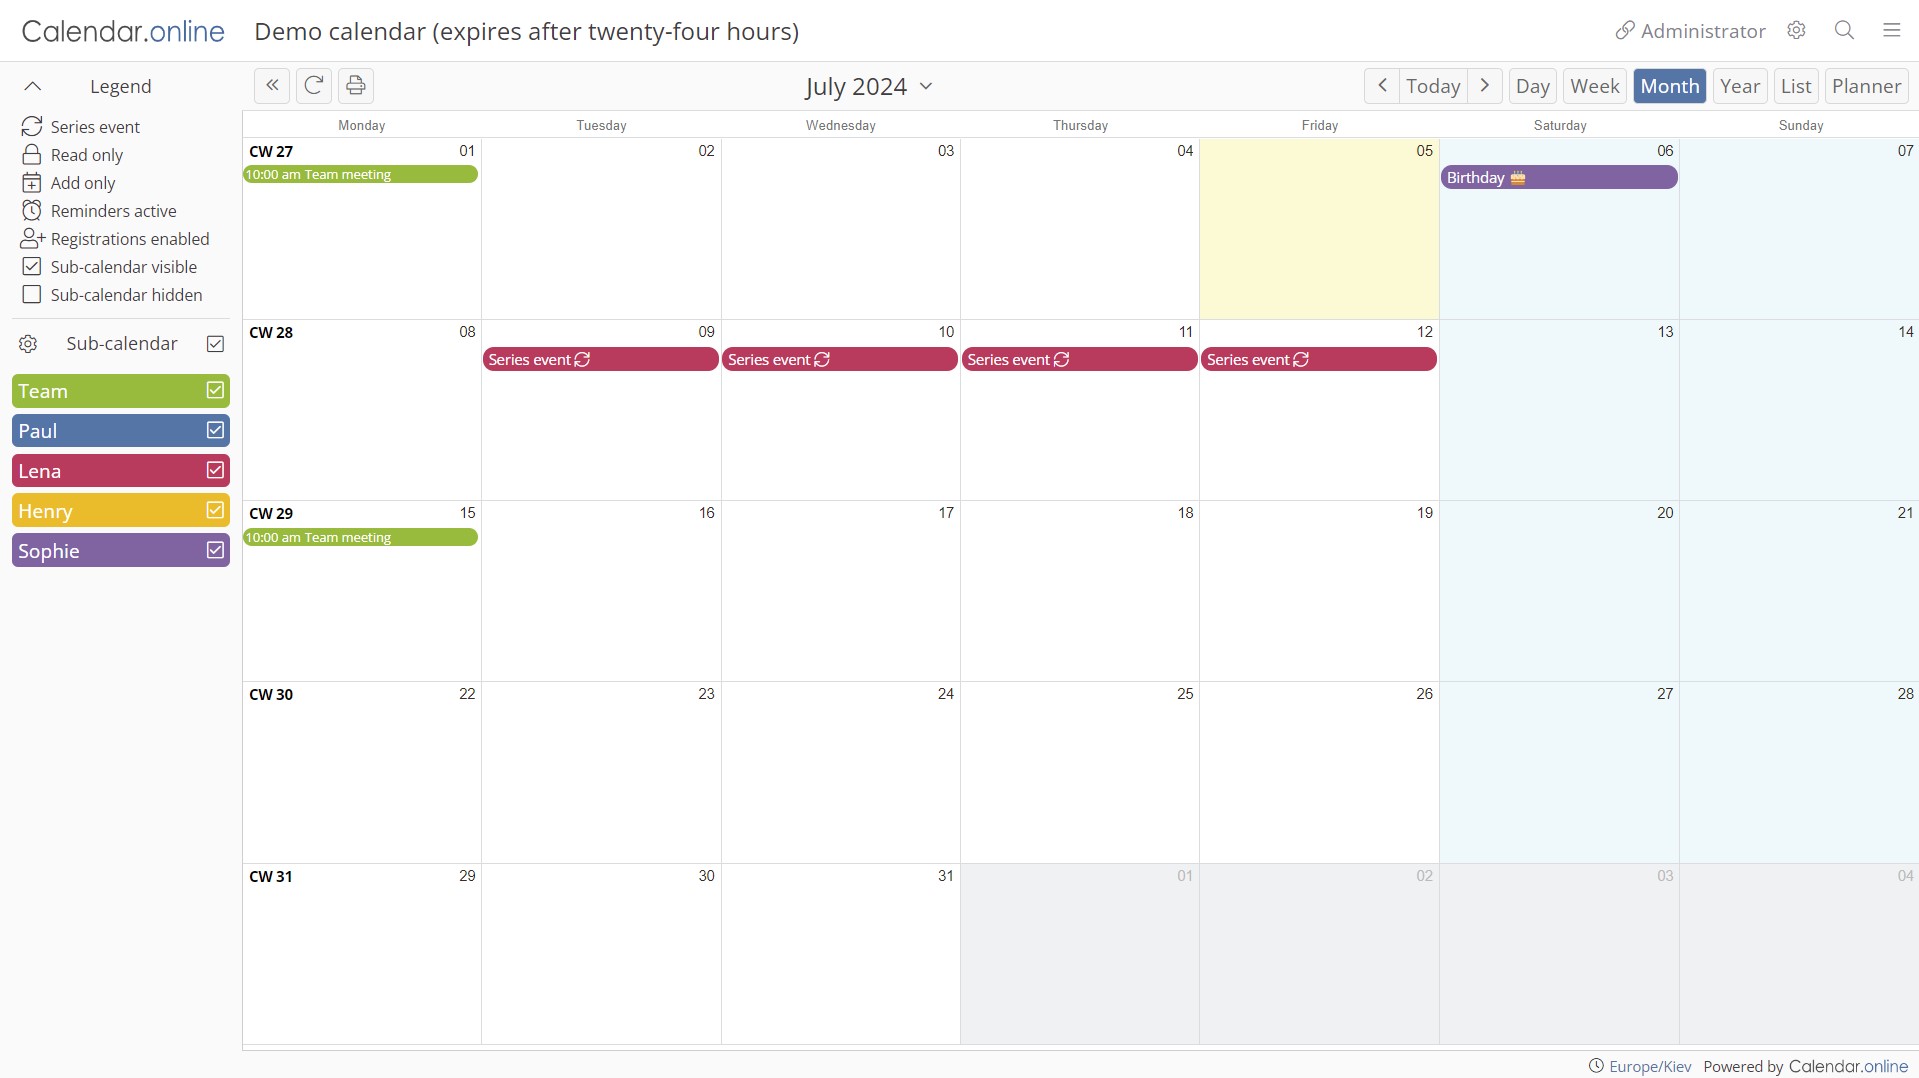 Calendar.online
Demo calendar (expires after twenty-four hours)
Administrator
Legend
July 2024
Today
Day
Week
Month
Year
List
Planner
Series event
Read only
Add only
Reminders active
Registrations enabled
Sub-calendar visible
Sub-calendar hidden
Sub-calendar
Team
Paul
Lena
Henry
Sophie
Monday Tuesday Wednesday Thursday Friday Saturday Sunday
CW 27 01 02 03 04 05 06 07
10:00 am Team meeting
Birthday 🎂
CW 28 08 09 10 11 12 13 14
Series event
Series event
Series event
Series event
CW 29 15 16 17 18 19 20 21
10:00 am Team meeting
CW 30 22 23 24 25 26 27 28
CW 31 29 30 31 01 02 03 04
Europe/Kiev Powered by Calendar.online